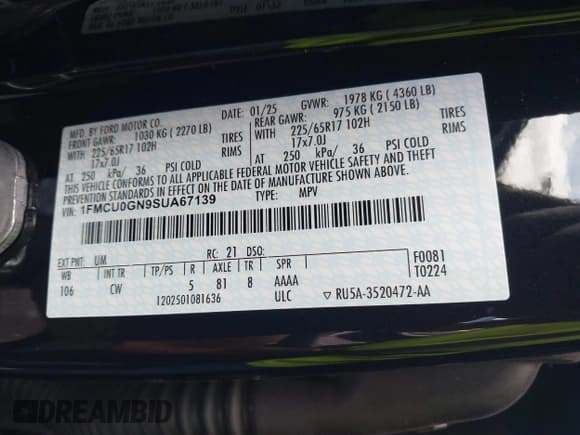 MFD. BY FORD MOTOR CO.
01/25 GVWR: 1978 KG ( 4360 LB)
FRONT GAWR: 1030 KG ( 2270 LB)
REAR GAWR: 975 KG ( 2150 LB)
WITH 225/65R17 102H TIRES
WITH 225/65R17 102H TIRES
17x7.0J RIMS
17x7.0J RIMS
AT 250 kPa/ 36 PSI COLD
AT 250 kPa/ 36 PSI COLD
THIS VEHICLE CONFORMS TO ALL APPLICABLE FEDERAL MOTOR VEHICLE SAFETY, BUMPER, AND THEFT
PREVENTION STANDARDS IN EFFECT ON THE DATE OF MANUFACTURE SHOWN ABOVE.
VIN: 1FMCU0GN9SUA67139
TYPE: MPV
EXT PNT: UM RC: 21 DSO:
WB INT TR TP/PS R AXLE TR SPR
106 CW 5 81 8 AAAA
F0081
T0224
1202501081636 ULC ▽ RU5A-3520472-AA
DREAMBID